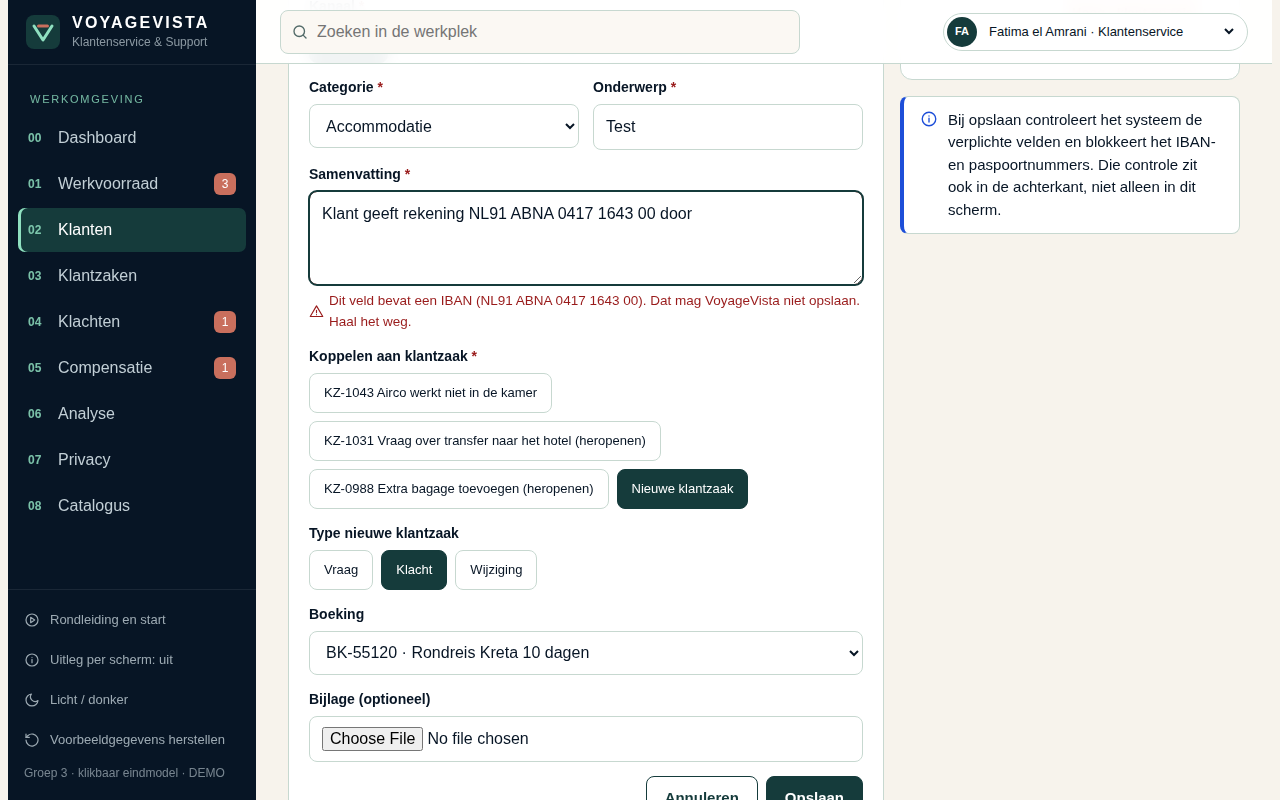 VOYAGEVISTA
Klantenservice & Support
Zoeken in de werkplek
FA
Fatima el Amrani · Klantenservice
WERKOMGEVING
00 Dashboard
01 Werkvoorraad 3
02 Klanten
03 Klantzaken
04 Klachten 1
05 Compensatie 1
06 Analyse
07 Privacy
08 Catalogus
Rondleiding en start
Uitleg per scherm: uit
Licht / donker
Voorbeeldgegevens herstellen
Groep 3 · klikbaar eindmodel · DEMO
Categorie *
Onderwerp *
Accommodatie
Test
Samenvatting *
Klant geeft rekening NL91 ABNA 0417 1643 00 door
Dit veld bevat een IBAN (NL91 ABNA 0417 1643 00). Dat mag VoyageVista niet opslaan.
Haal het weg.
Koppelen aan klantzaak *
KZ-1043 Airco werkt niet in de kamer
KZ-1031 Vraag over transfer naar het hotel (heropenen)
KZ-0988 Extra bagage toevoegen (heropenen)
Nieuwe klantzaak
Type nieuwe klantzaak
Vraag
Klacht
Wijziging
Boeking
BK-55120 · Rondreis Kreta 10 dagen
Bijlage (optioneel)
Choose File No file chosen
Annuleren
Opslaan
Bij opslaan controleert het systeem de
verplichte velden en blokkeert het IBAN-
en paspoortnummers. Die controle zit
ook in de achterkant, niet alleen in dit
scherm.